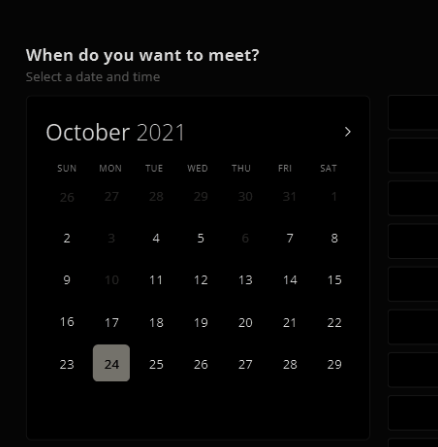 When do you want to meet?
Select a date and time
October 2021
SUN MON TUE WED THU FRI SAT
26 27 28 29 30 31 1
2 3 4 5 6 7 8
9 10 11 12 13 14 15
16 17 18 19 20 21 22
23 24 25 26 27 28 29